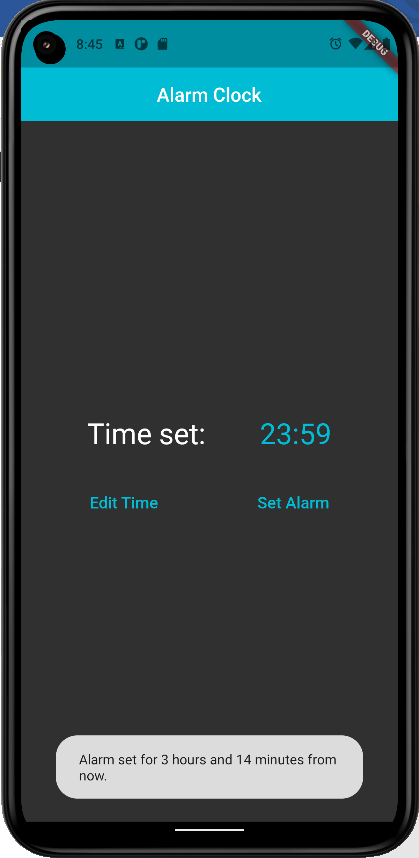 8:45
DEBUG
Alarm Clock
Time set: 23:59
Edit Time Set Alarm
Alarm set for 3 hours and 14 minutes from
now.